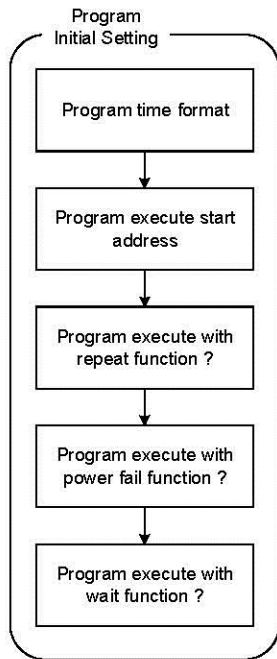 Program
Initial Setting
Program time format
Program execute start
address
Program execute with
repeat function ?
Program execute with
power fail function ?
Program execute with
wait function ?